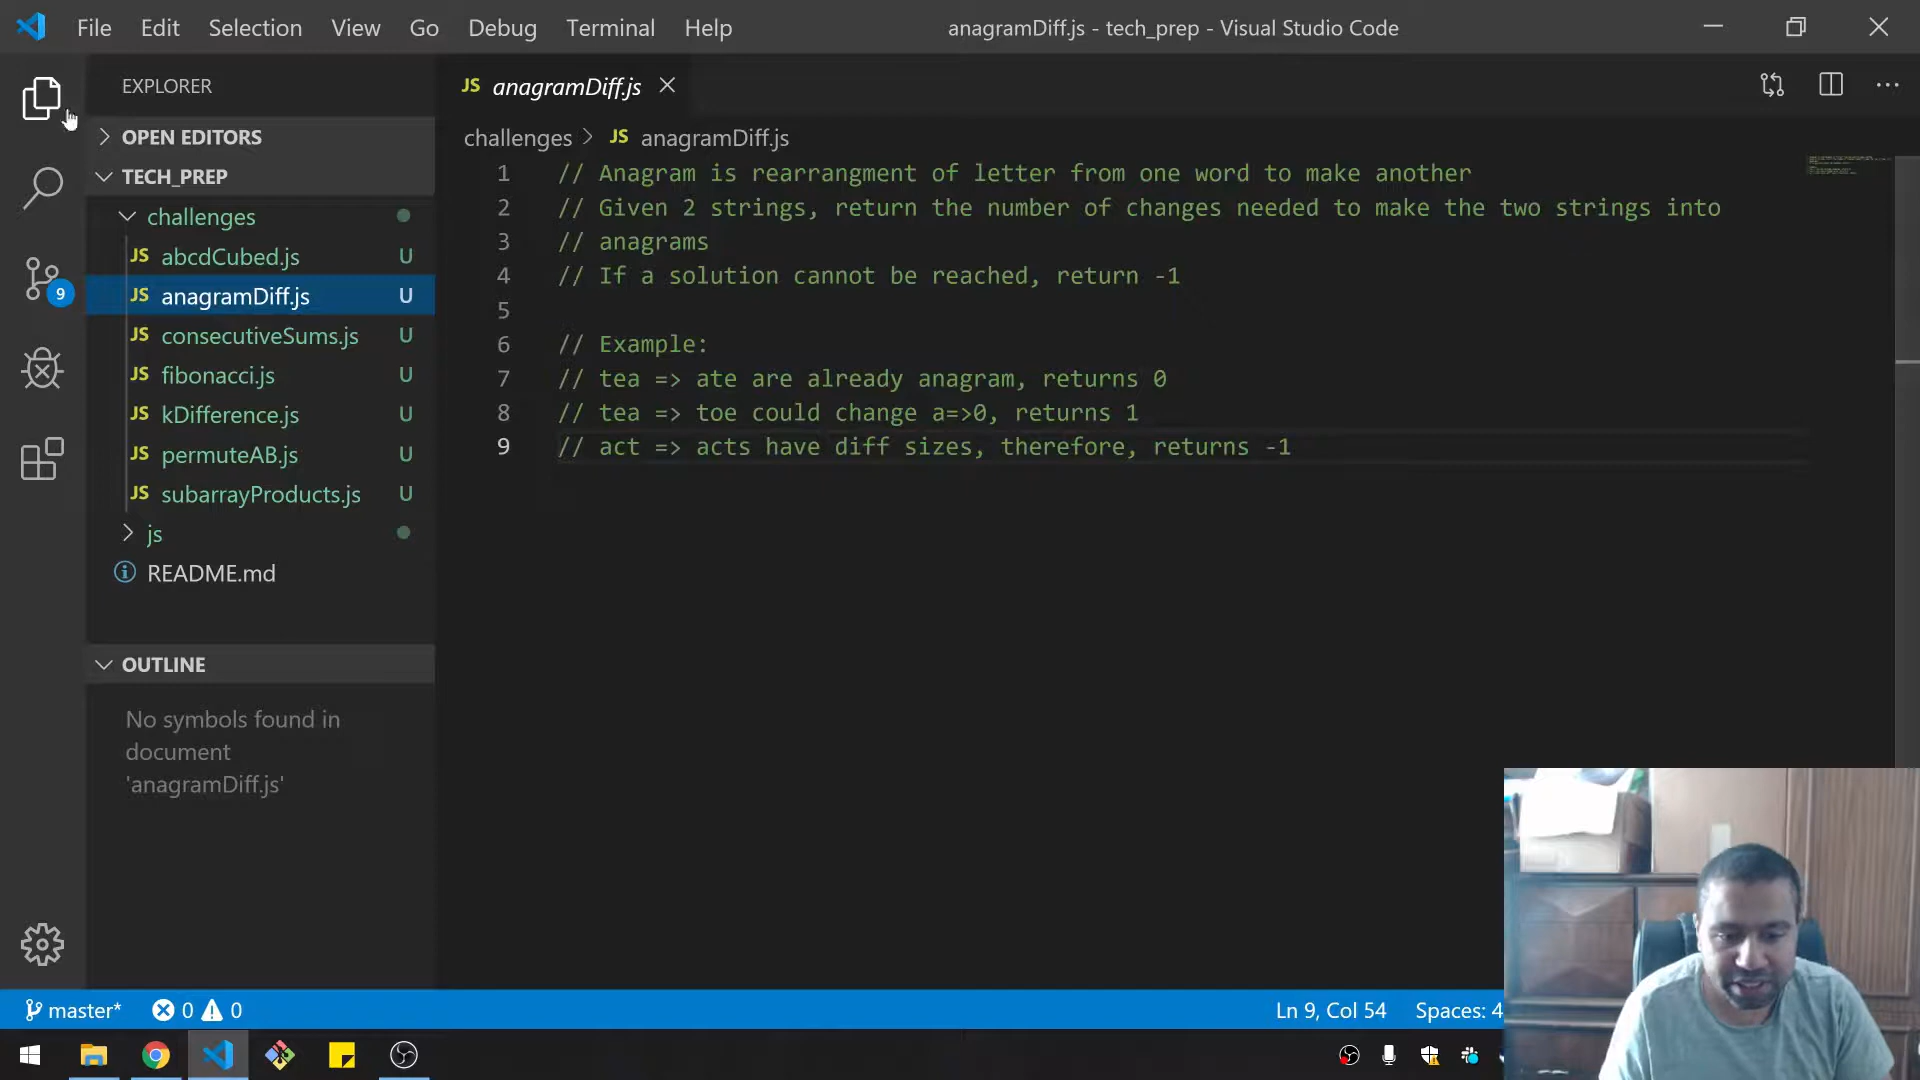 File Edit Selection View Go Debug Terminal Help
anagramDiff.js - tech_prep - Visual Studio Code
EXPLORER
OPEN EDITORS
TECH_PREP
challenges
JS abcdCubed.js U
JS anagramDiff.js U
JS consecutiveSums.js U
JS fibonacci.js U
JS kDifference.js U
JS permuteAB.js U
JS subarrayProducts.js U
js
README.md
9
OUTLINE
No symbols found in
document
'anagramDiff.js'
JS anagramDiff.js
challenges > JS anagramDiff.js
1 // Anagram is rearrangment of letter from one word to make another
2 // Given 2 strings, return the number of changes needed to make the two strings into
3 // anagrams
4 // If a solution cannot be reached, return -1
5
6 // Example:
7 // tea => ate are already anagram, returns 0
8 // tea => toe could change a=>0, returns 1
9 // act => acts have diff sizes, therefore, returns -1
master* 0 0
Ln 9, Col 54 Spaces: 4